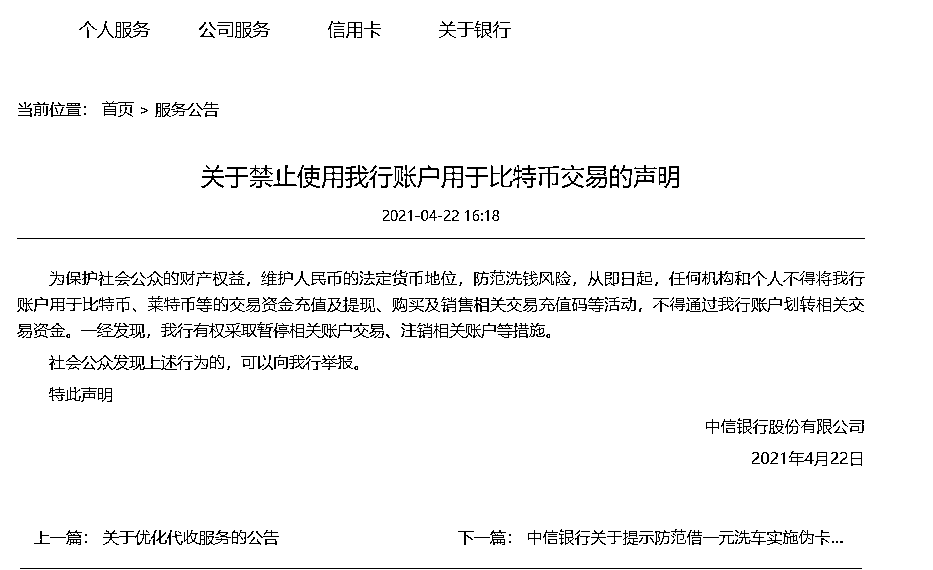 个人服务 公司服务 信用卡 关于银行
当前位置： 首页 > 服务公告
关于禁止使用我行账户用于比特币交易的声明
2021-04-22 16:18
为保护社会公众的财产权益，维护人民币的法定货币地位，防范洗钱风险，从即日起，任何机构和个人不得将我行
账户用于比特币、莱特币等的交易资金充值及提现、购买及销售相关交易充值码等活动，不得通过我行账户划转相关交
易资金。一经发现，我行有权采取暂停相关账户交易、注销相关账户等措施。
社会公众发现上述行为的，可以向我行举报。
特此声明
中信银行股份有限公司
2021年4月22日
上一篇： 关于优化代收服务的公告 下一篇： 中信银行关于提示防范借一元洗车实施伪卡...